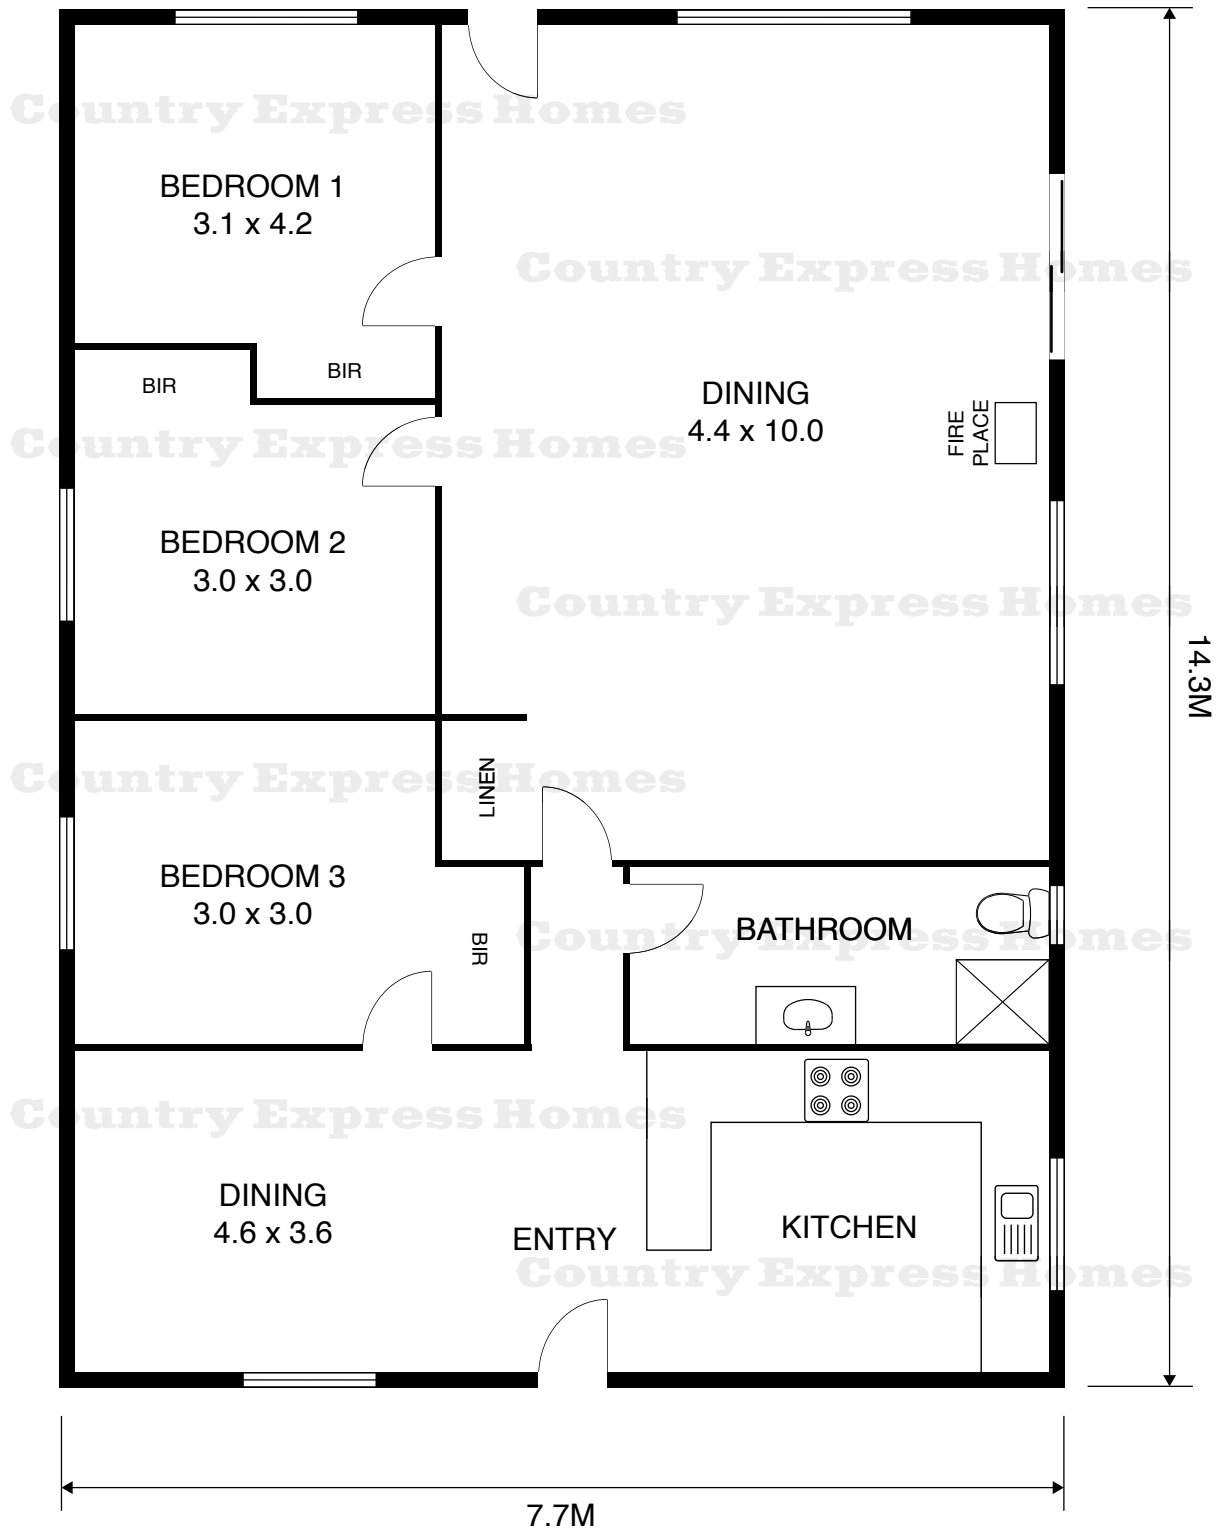 Country Express Homes
BEDROOM 1
3.1 x 4.2
Country Express Homes
BIR
BIR
DINING
4.4 x 10.0
FIRE
PLACE
Country Express Homes
BEDROOM 2
3.0 x 3.0
Country Express Homes
14.3M
LINEN
Country Express Homes
BEDROOM 3
3.0 x 3.0
BIR
BATHROOM
Country Express Homes
Country Express Homes
DINING
4.6 x 3.6
ENTRY
KITCHEN
Country Express Homes
7.7M